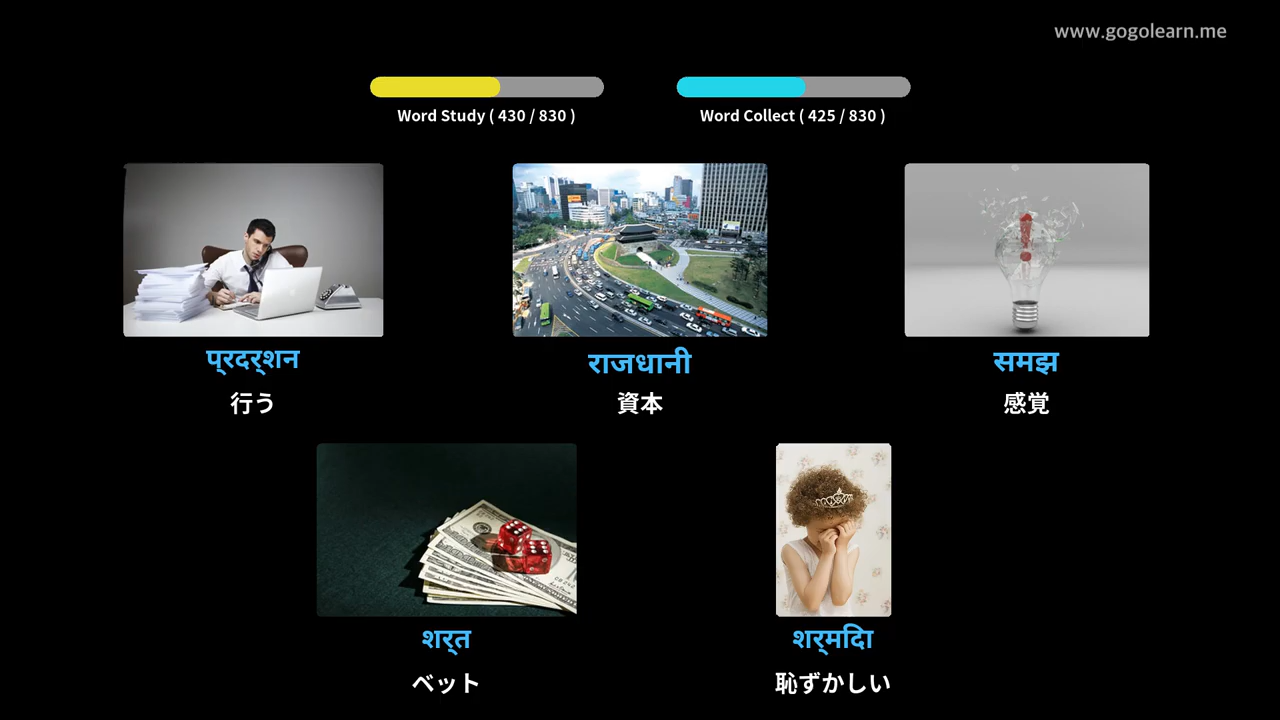 www.gogolearn.me
Word Study ( 430 / 830 )
Word Collect ( 425 / 830 )
प्रदर्शन
राजधानी
समझ
行う
資本
感覚
शर्त
शर्मिंदा
ベット
恥ずかしい